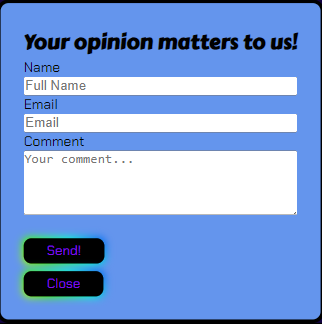 Your opinion matters to us!
Name
Full Name
Email
Email
Comment
Your comment...
Send!
Close